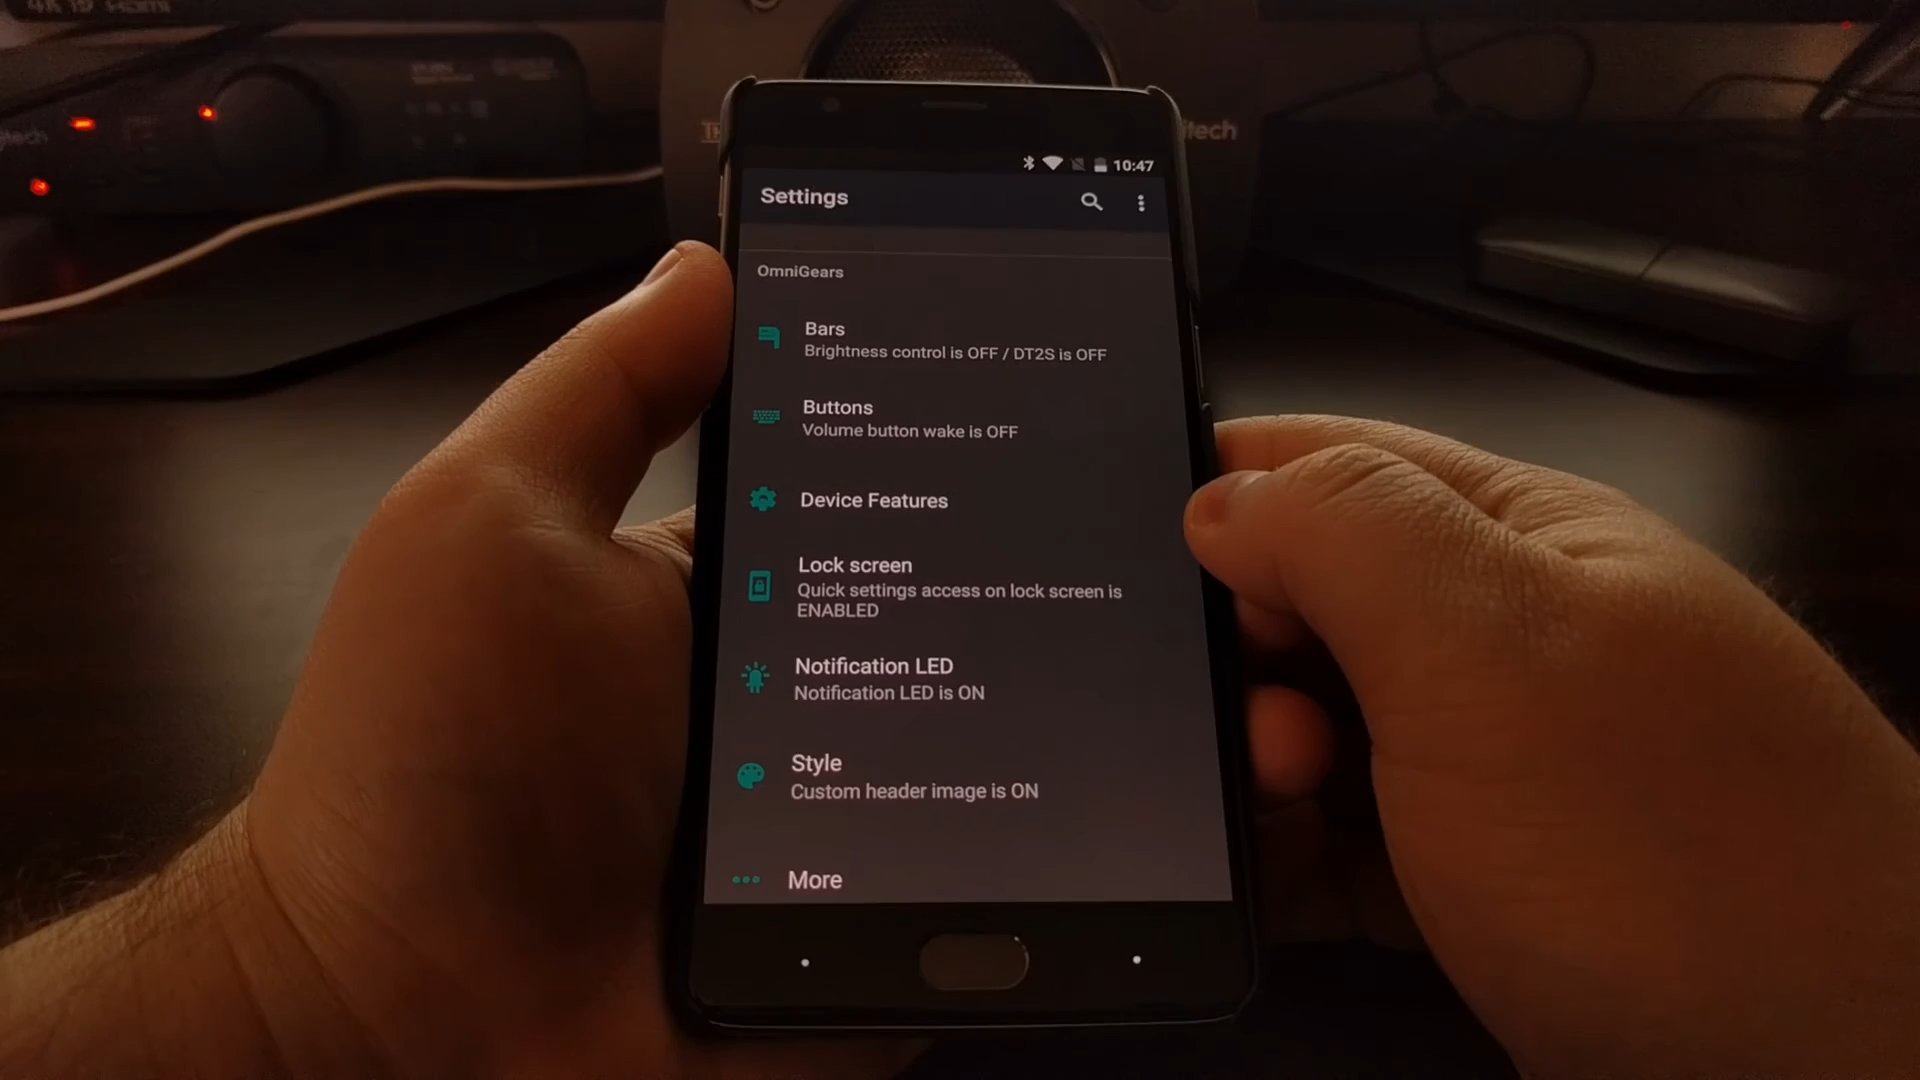 10:47
Settings
OmniGears
Bars
Brightness control is OFF / DT2S is OFF
Buttons
Volume button wake is OFF
Device Features
Lock screen
Quick settings access on lock screen is
ENABLED
Notification LED
Notification LED is ON
Style
Custom header image is ON
More